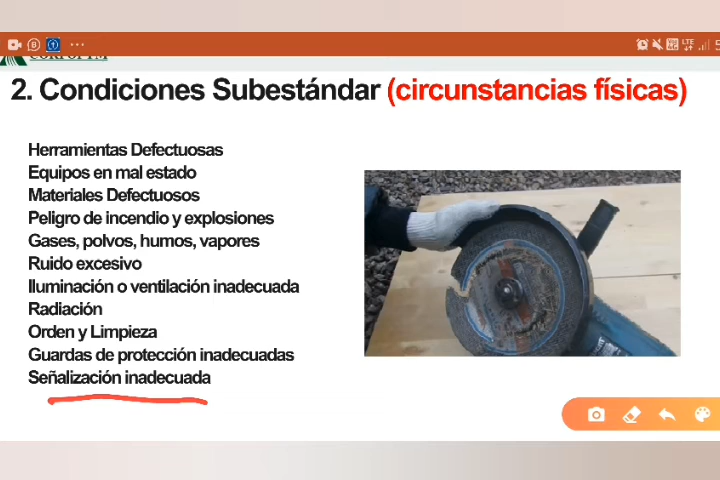 LTE
2. Condiciones Subestándar (circunstancias físicas)
Herramientas Defectuosas
Equipos en mal estado
Materiales Defectuosos
Peligro de incendio y explosiones
Gases, polvos, humos, vapores
Ruido excesivo
Iluminación o ventilación inadecuada
Radiación
Orden y Limpieza
Guardas de protección inadecuadas
Señalización inadecuada